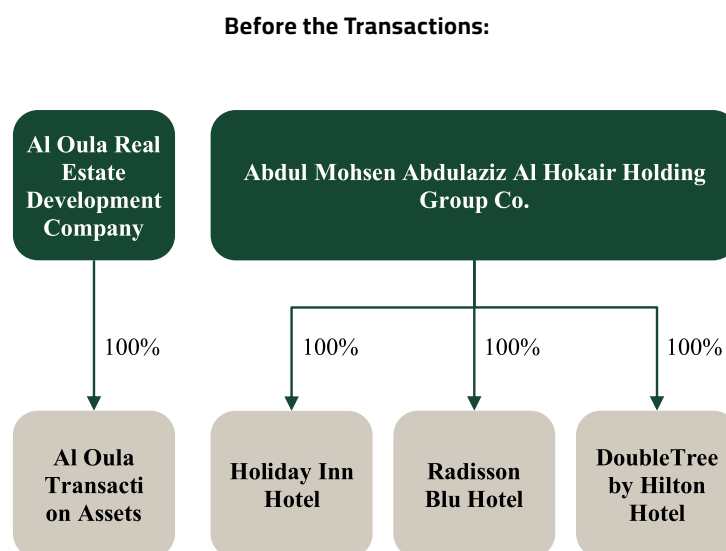 Before the Transactions:
Al Oula Real
Estate
Development
Company
Abdul Mohsen Abdulaziz Al Hokair Holding
Group Co.
100%
100%
100%
100%
Al Oula
Transacti
on Assets
Holiday Inn
Hotel
Radisson
Blu Hotel
DoubleTree
by Hilton
Hotel